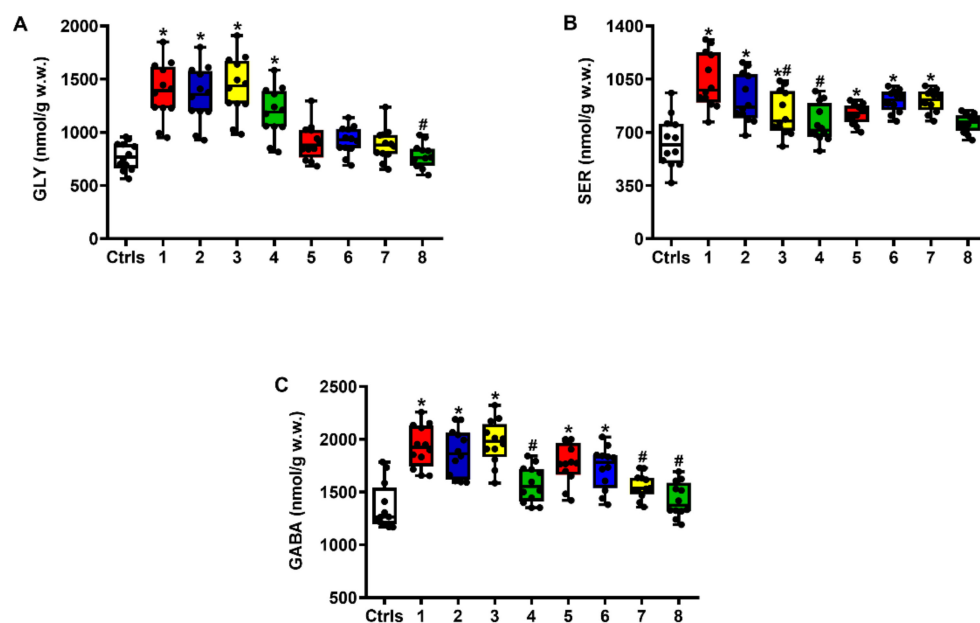 A
GLY (nmol/g w.w.)
2000
1500
1000
500
0
* * * * #
Ctrls 1 2 3 4 5 6 7 8
B
SER (nmol/g w.w.)
1400
1050
700
350
0
* * *# # * * *
Ctrls 1 2 3 4 5 6 7 8
C
GABA (nmol/g w.w.)
2500
2000
1500
1000
500
* * * # * * # #
Ctrls 1 2 3 4 5 6 7 8